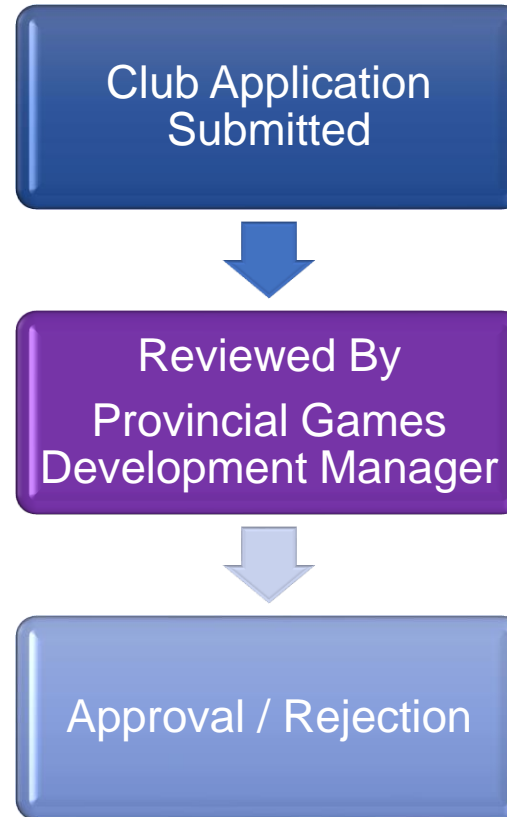 Club Application
Submitted
Reviewed By
Provincial Games
Development Manager
Approval / Rejection